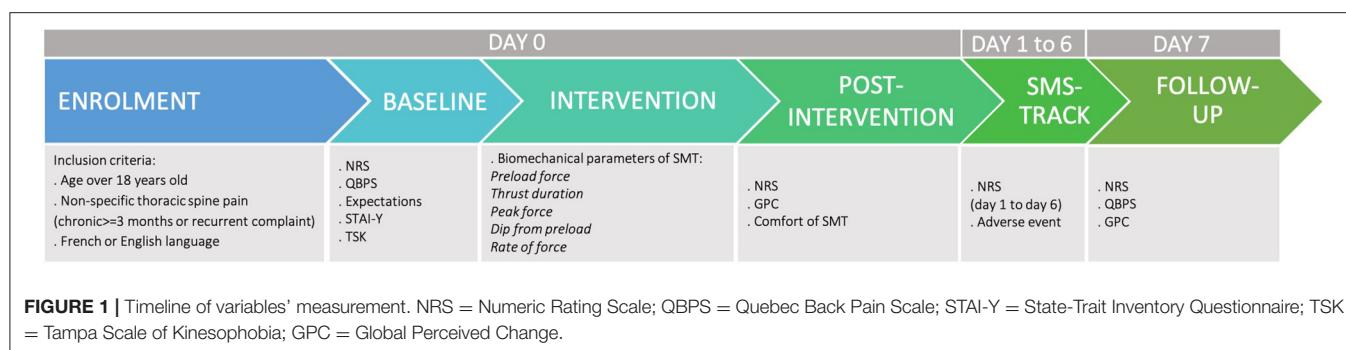 DAY 0
DAY 1 to 6
DAY 7
ENROLMENT
BASELINE
INTERVENTION
POST-
INTERVENTION
SMS-
TRACK
FOLLOW-
UP
Inclusion criteria:
. Age over 18 years old
. Non-specific thoracic spine pain
(chronic>=3 months or recurrent complaint)
. French or English language
. NRS
. QBPS
. Expectations
. STAI-Y
. TSK
. Biomechanical parameters of SMT:
Preload force
Thrust duration
Peak force
Dip from preload
Rate of force
. NRS
. GPC
. Comfort of SMT
. NRS
(day 1 to day 6)
. Adverse event
. NRS
. QBPS
. GPC
FIGURE 1 | Timeline of variables' measurement. NRS = Numeric Rating Scale; QBPS = Quebec Back Pain Scale; STAI-Y = State-Trait Inventory Questionnaire; TSK
= Tampa Scale of Kinesophobia; GPC = Global Perceived Change.